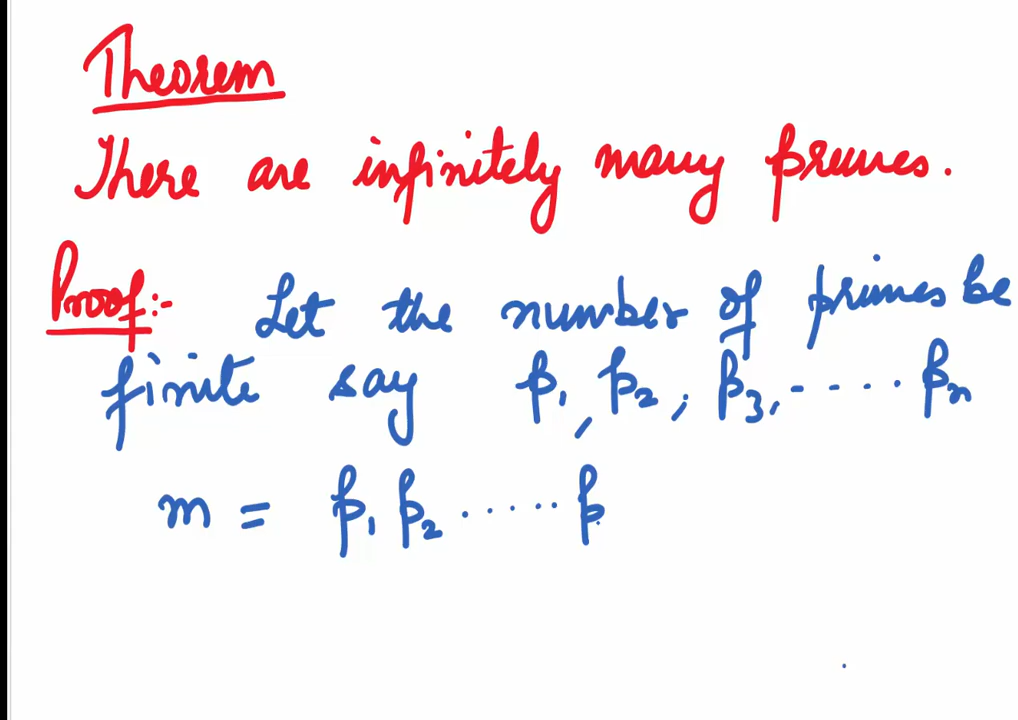 Theorem
There are infinitely many primes.
Proof:- Let the number of primes be
finite say p₁, p₂, p₃, ..... pₙ
m = p₁ p₂ ..... p